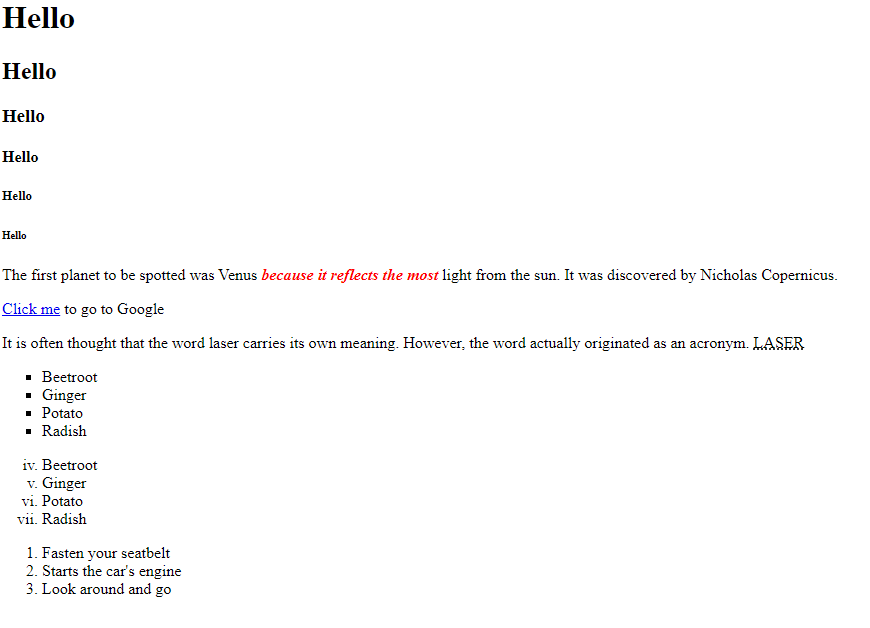 Hello
Hello
Hello
Hello
Hello
Hello
The first planet to be spotted was Venus because it reflects the most light from the sun. It was discovered by Nicholas Copernicus.
Click me to go to Google
It is often thought that the word laser carries its own meaning. However, the word actually originated as an acronym. LASER
▪ Beetroot
▪ Ginger
▪ Potato
▪ Radish
iv. Beetroot
v. Ginger
vi. Potato
vii. Radish
1. Fasten your seatbelt
2. Starts the car's engine
3. Look around and go